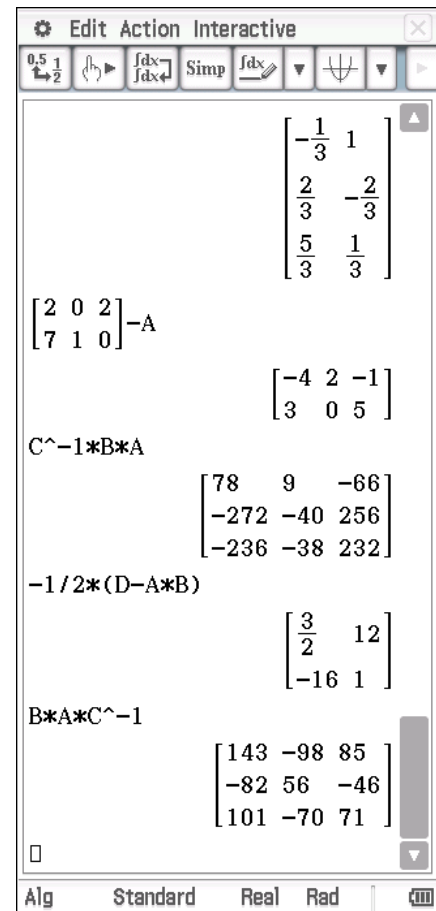 Edit Action Interactive
0.5 1/2 ∫dx ∫dx Simp ∫dx
[-1/3 1
2/3 -2/3
5/3 1/3]
[2 0 2
7 1 0]-A
[-4 2 -1
3 0 5]
C^-1*B*A
[78 9 -66
-272 -40 256
-236 -38 232]
-1/2*(D-A*B)
[3/2 12
-16 1]
B*A*C^-1
[143 -98 85
-82 56 -46
101 -70 71]
Alg Standard Real Rad